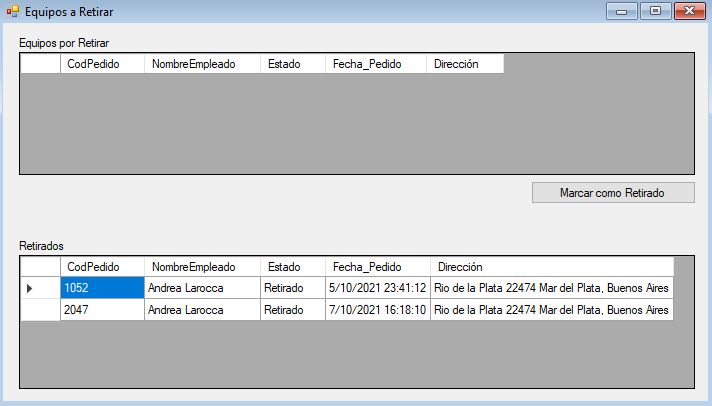 Equipos a Retirar
Equipos por Retirar
CodPedido NombreEmpleado Estado Fecha_Pedido Dirección
Marcar como Retirado
Retirados
CodPedido NombreEmpleado Estado Fecha_Pedido Dirección
1052 Andrea Larocca Retirado 5/10/2021 23:41:12 Rio de la Plata 22474 Mar del Plata, Buenos Aires
2047 Andrea Larocca Retirado 7/10/2021 16:18:10 Rio de la Plata 22474 Mar del Plata, Buenos Aires